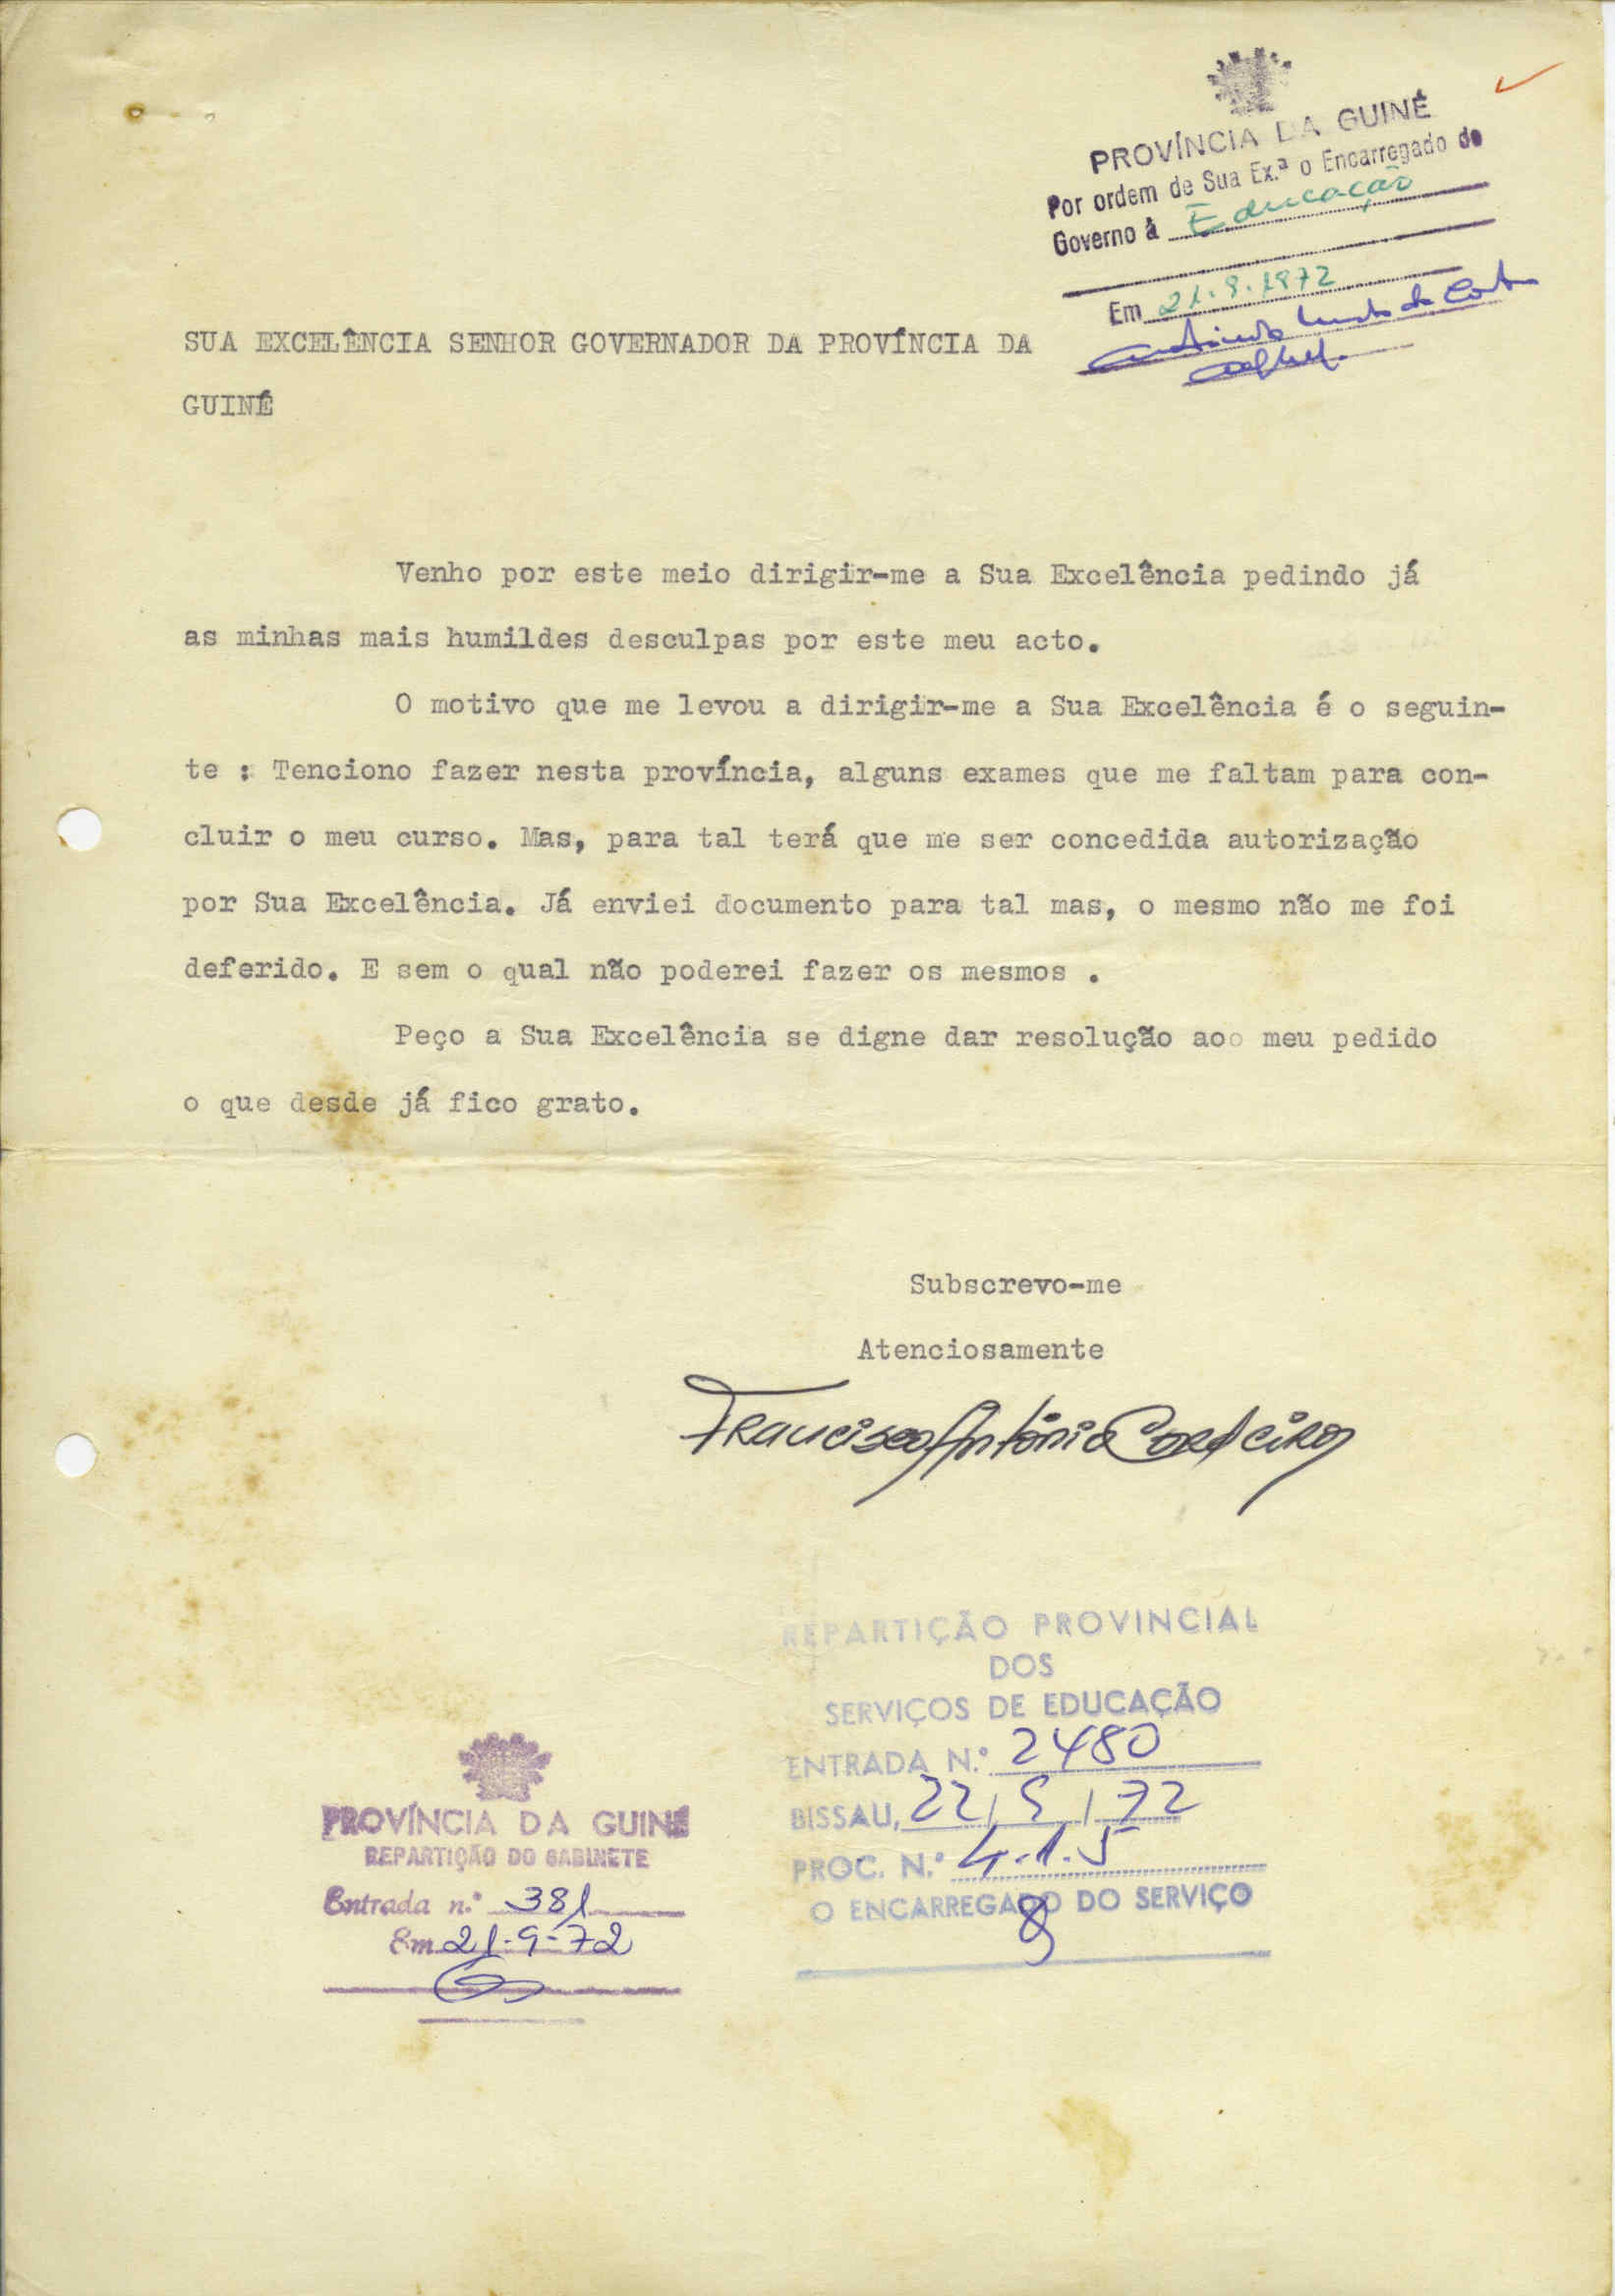 PROVÍNCIA DA GUINÉ
Por ordem de Sua Ex.ª o Encarregado do
Governo à Educação
Em 21.9.1972
SUA EXCELÊNCIA SENHOR GOVERNADOR DA PROVÍNCIA DA
GUINÉ
Venho por este meio dirigir-me a Sua Excelência pedindo já
as minhas mais humildes desculpas por este meu acto.
O motivo que me levou a dirigir-me a Sua Excelência é o seguin-
te : Tenciono fazer nesta província, alguns exames que me faltam para con-
cluir o meu curso. Mas, para tal terá que me ser concedida autorização
por Sua Excelência. Já enviei documento para tal mas, o mesmo não me foi
deferido. E sem o qual não poderei fazer os mesmos .
Peço a Sua Excelência se digne dar resolução aoo meu pedido
o que desde já fico grato.
Subscrevo-me
Atenciosamente
Francisco António Cordeiro
REPARTIÇÃO PROVINCIAL
DOS
SERVIÇOS DE EDUCAÇÃO
ENTRADA N.º 2480
BISSAU, 22/9/72
PROC. N.º 4.1.5
O ENCARREGADO DO SERVIÇO
PROVÍNCIA DA GUINÉ
REPARTIÇÃO DO GABINETE
Entrada n.º 381
Em 21-9-72